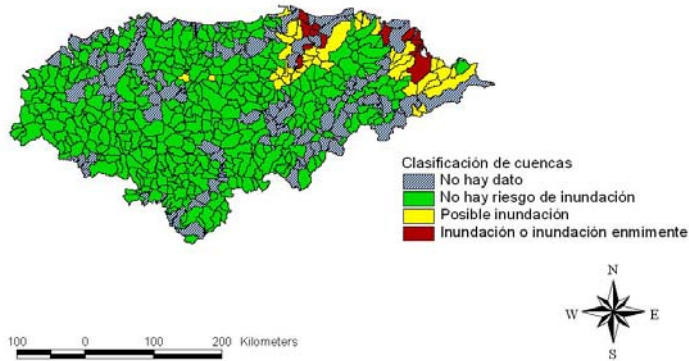 Clasificación de cuencas
No hay dato
No hay riesgo de inundación
Posible inundación
Inundación o inundación enmimente
N
W E
S
100 0 100 200 Kilometers